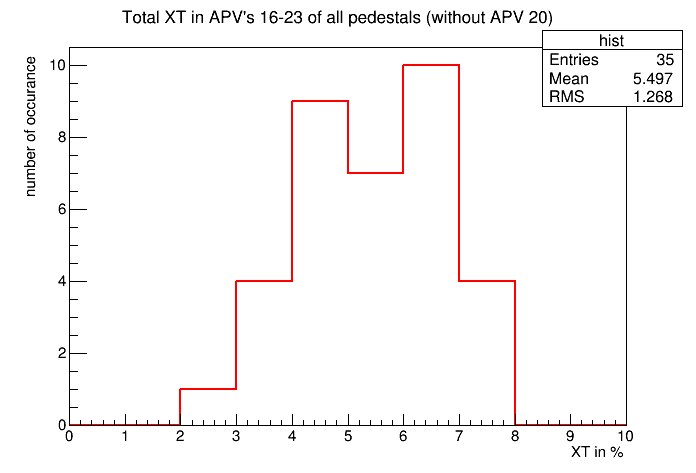 Total XT in APV's 16-23 of all pedestals (without APV 20)
hist
Entries 35
Mean 5.497
RMS 1.268
number of occurance
10
8
6
4
2
0
0 1 2 3 4 5 6 7 8 9 10
XT in %